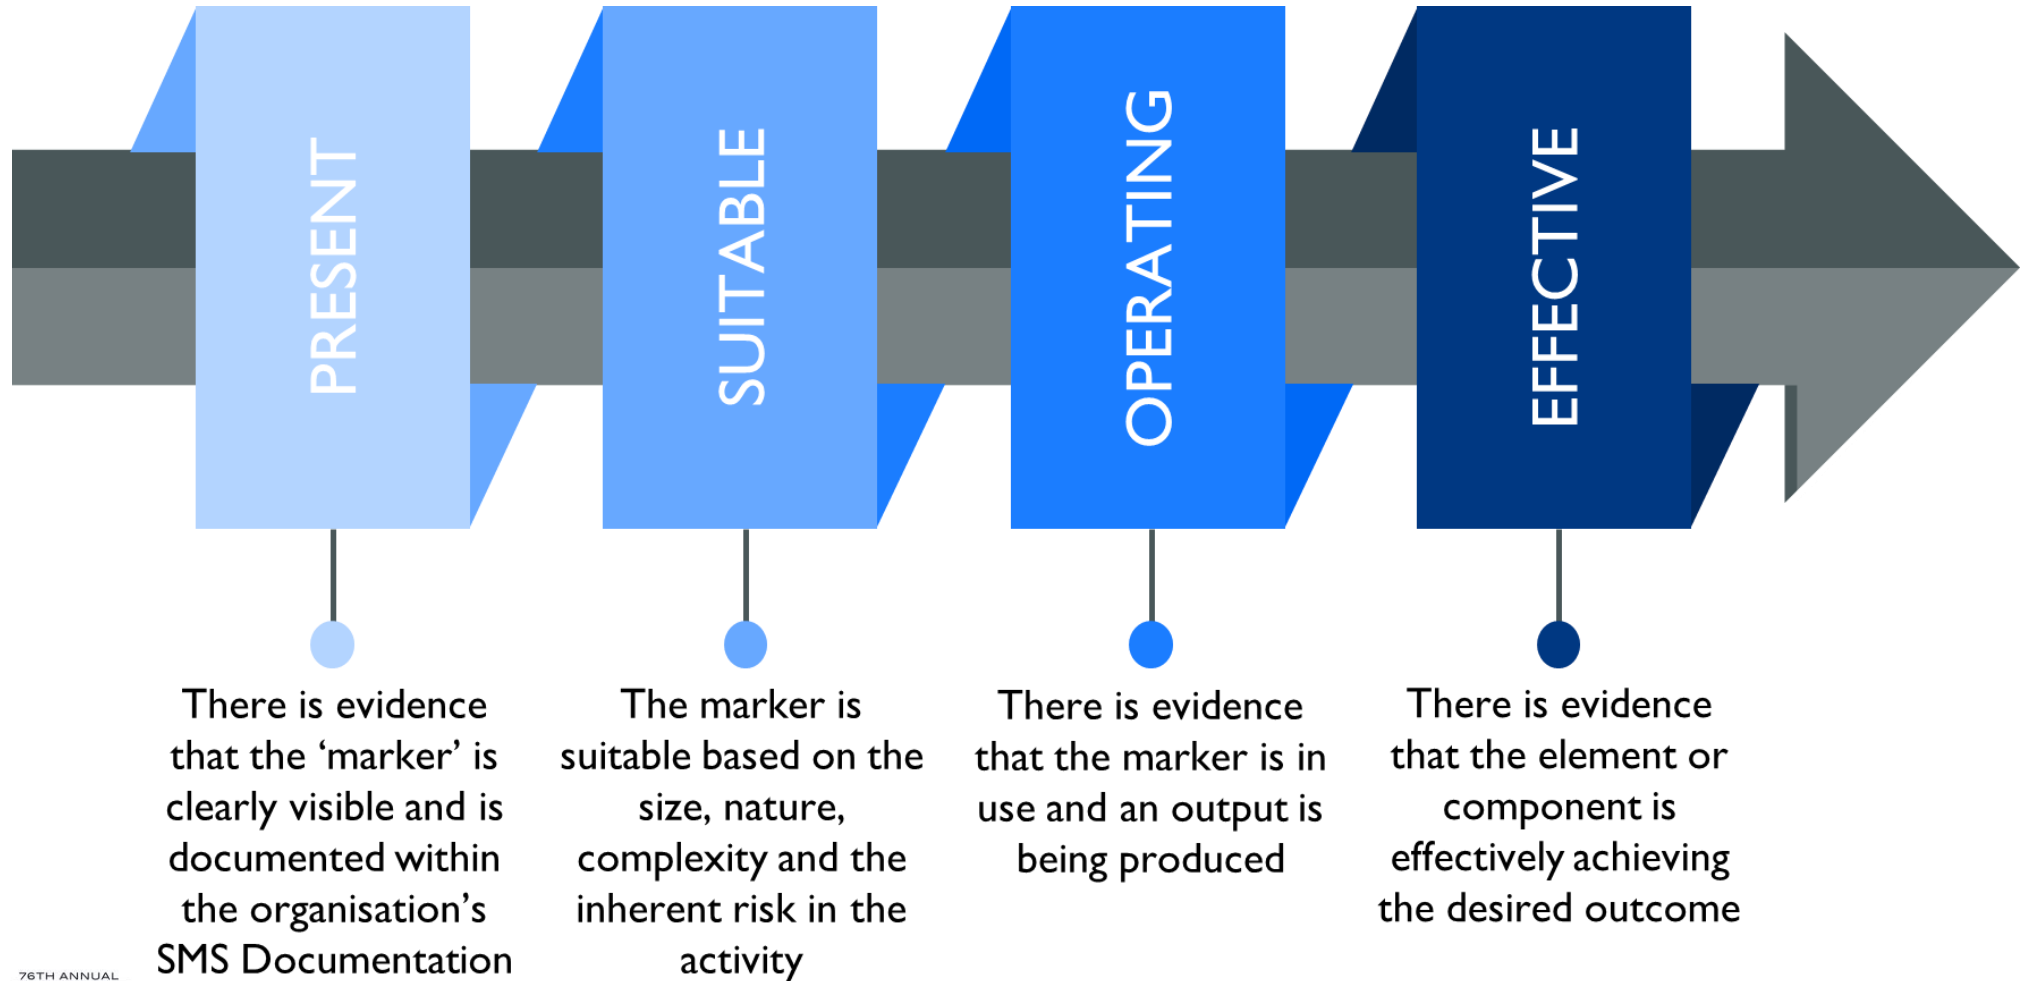 PRESENT
SUITABLE
OPERATING
EFFECTIVE
There is evidence
that the ‘marker’ is
clearly visible and is
documented within
the organisation’s
SMS Documentation
The marker is
suitable based on the
size, nature,
complexity and the
inherent risk in the
activity
There is evidence
that the marker is in
use and an output is
being produced
There is evidence
that the element or
component is
effectively achieving
the desired outcome
76TH ANNUAL